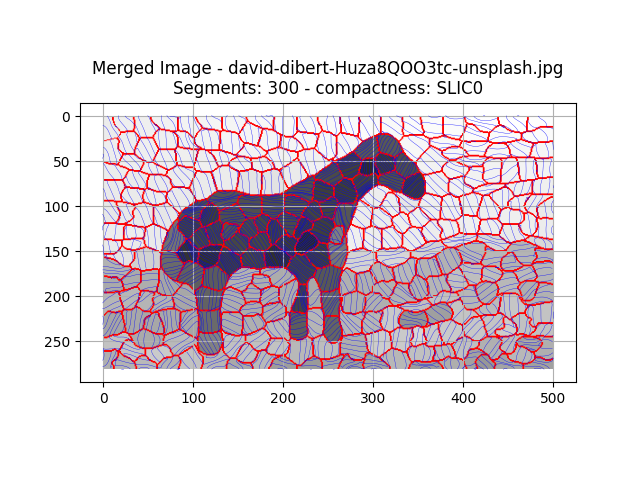 Merged Image - david-dibert-Huza8QOO3tc-unsplash.jpg
Segments: 300 - compactness: SLIC0
0
50
100
150
200
250
0 100 200 300 400 500